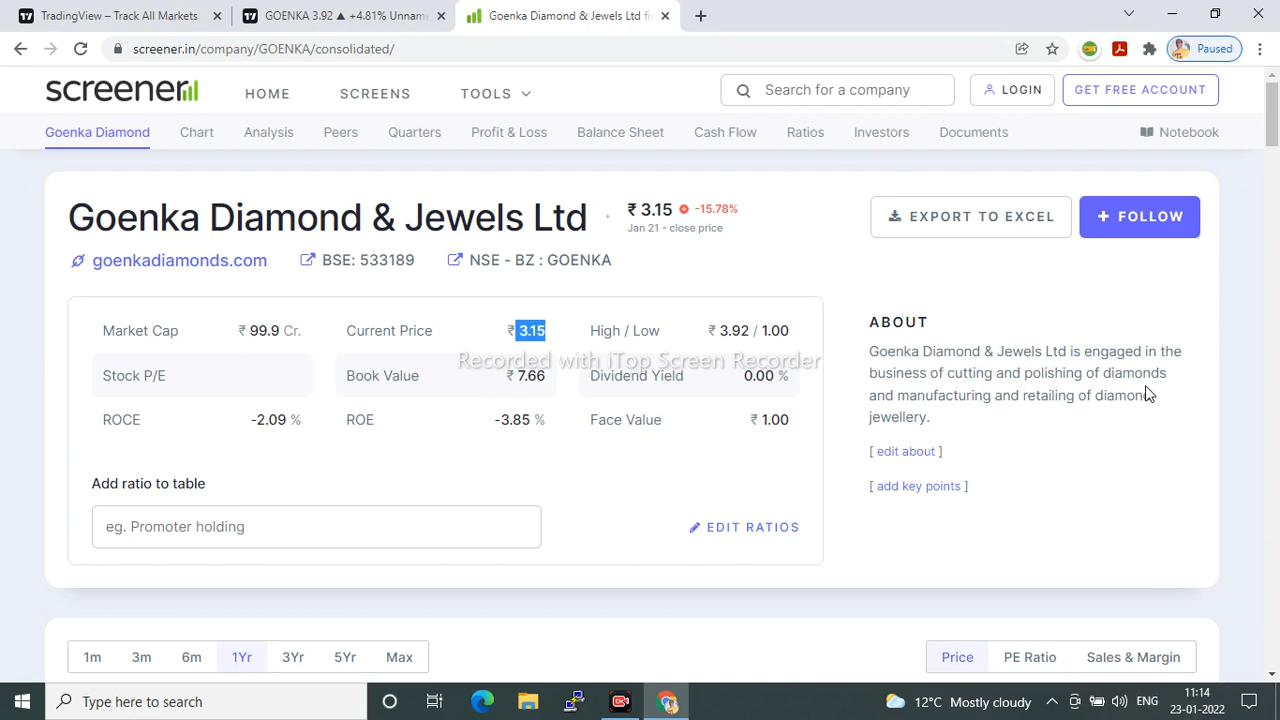 TradingView – Track All Markets
GOENKA 3.92 ▲ +4.81% Unname
Goenka Diamond & Jewels Ltd fi
screener.in/company/GOENKA/consolidated/
Paused
screener
HOME
SCREENS
TOOLS
Search for a company
LOGIN
GET FREE ACCOUNT
Goenka Diamond
Chart
Analysis
Peers
Quarters
Profit & Loss
Balance Sheet
Cash Flow
Ratios
Investors
Documents
Notebook
Goenka Diamond & Jewels Ltd
₹ 3.15 -15.78%
Jan 21 - close price
EXPORT TO EXCEL
+ FOLLOW
goenkadiamonds.com
BSE: 533189
NSE - BZ : GOENKA
Market Cap ₹ 99.9 Cr.
Current Price ₹ 3.15
High / Low ₹ 3.92 / 1.00
Stock P/E
Book Value ₹ 7.66
Dividend Yield 0.00 %
ROCE -2.09 %
ROE -3.85 %
Face Value ₹ 1.00
Recorded with iTop Screen Recorder
Add ratio to table
eg. Promoter holding
EDIT RATIOS
ABOUT
Goenka Diamond & Jewels Ltd is engaged in the
business of cutting and polishing of diamonds
and manufacturing and retailing of diamond
jewellery.
[ edit about ]
[ add key points ]
1m
3m
6m
1Yr
3Yr
5Yr
Max
Price
PE Ratio
Sales & Margin
Type here to search
12°C Mostly cloudy
ENG
11:14
23-01-2022